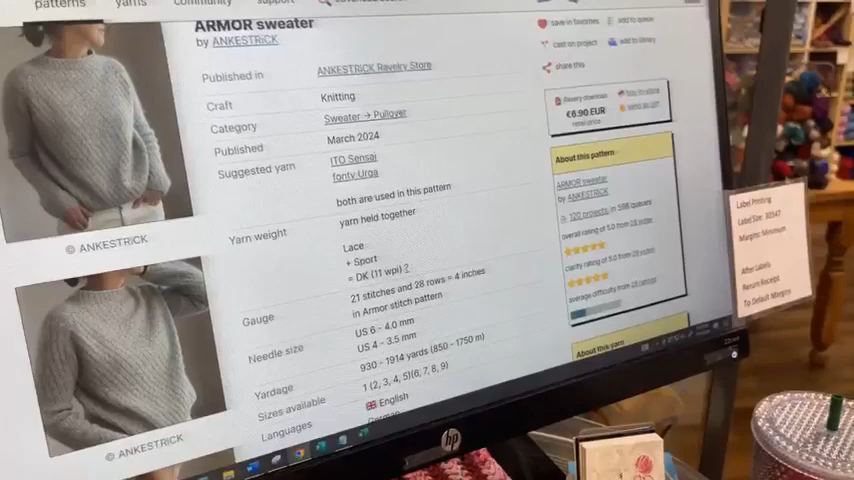 patterns yarns community support advanced search
ARMOR sweater
by ANKESTRiCK
Published in ANKESTRICK Ravelry Store
Craft Knitting
Category Sweater → Pullover
Published March 2024
Suggested yarn ITO Sensai
fonty Urga
both are used in this pattern
Yarn weight yarn held together
Lace
+ Sport
= DK (11 wpi) ?
Gauge 21 stitches and 28 rows = 4 inches
in Armor stitch pattern
Needle size US 6 - 4.0 mm
US 4 - 3.5 mm
Yardage 930 - 1914 yards (850 - 1750 m)
Sizes available 1 (2, 3, 4, 5)(6, 7, 8, 9)
Languages English
German
© ANKESTRICK
© ANKESTRICK
save in favorites add to queue
cast on project add to library
share this
Ravelry download
€6.90 EUR
retail price
About this pattern
ARMOR sweater
by ANKESTRICK
120 projects, in 598 queues
overall rating of 5.0 from
clarity rating of 5.0 from
average difficulty from
About this yarn
hp
Label Printing
Label Size: 30347
Margins: Minimum
After Labels
Return Receipt
To Default Margins